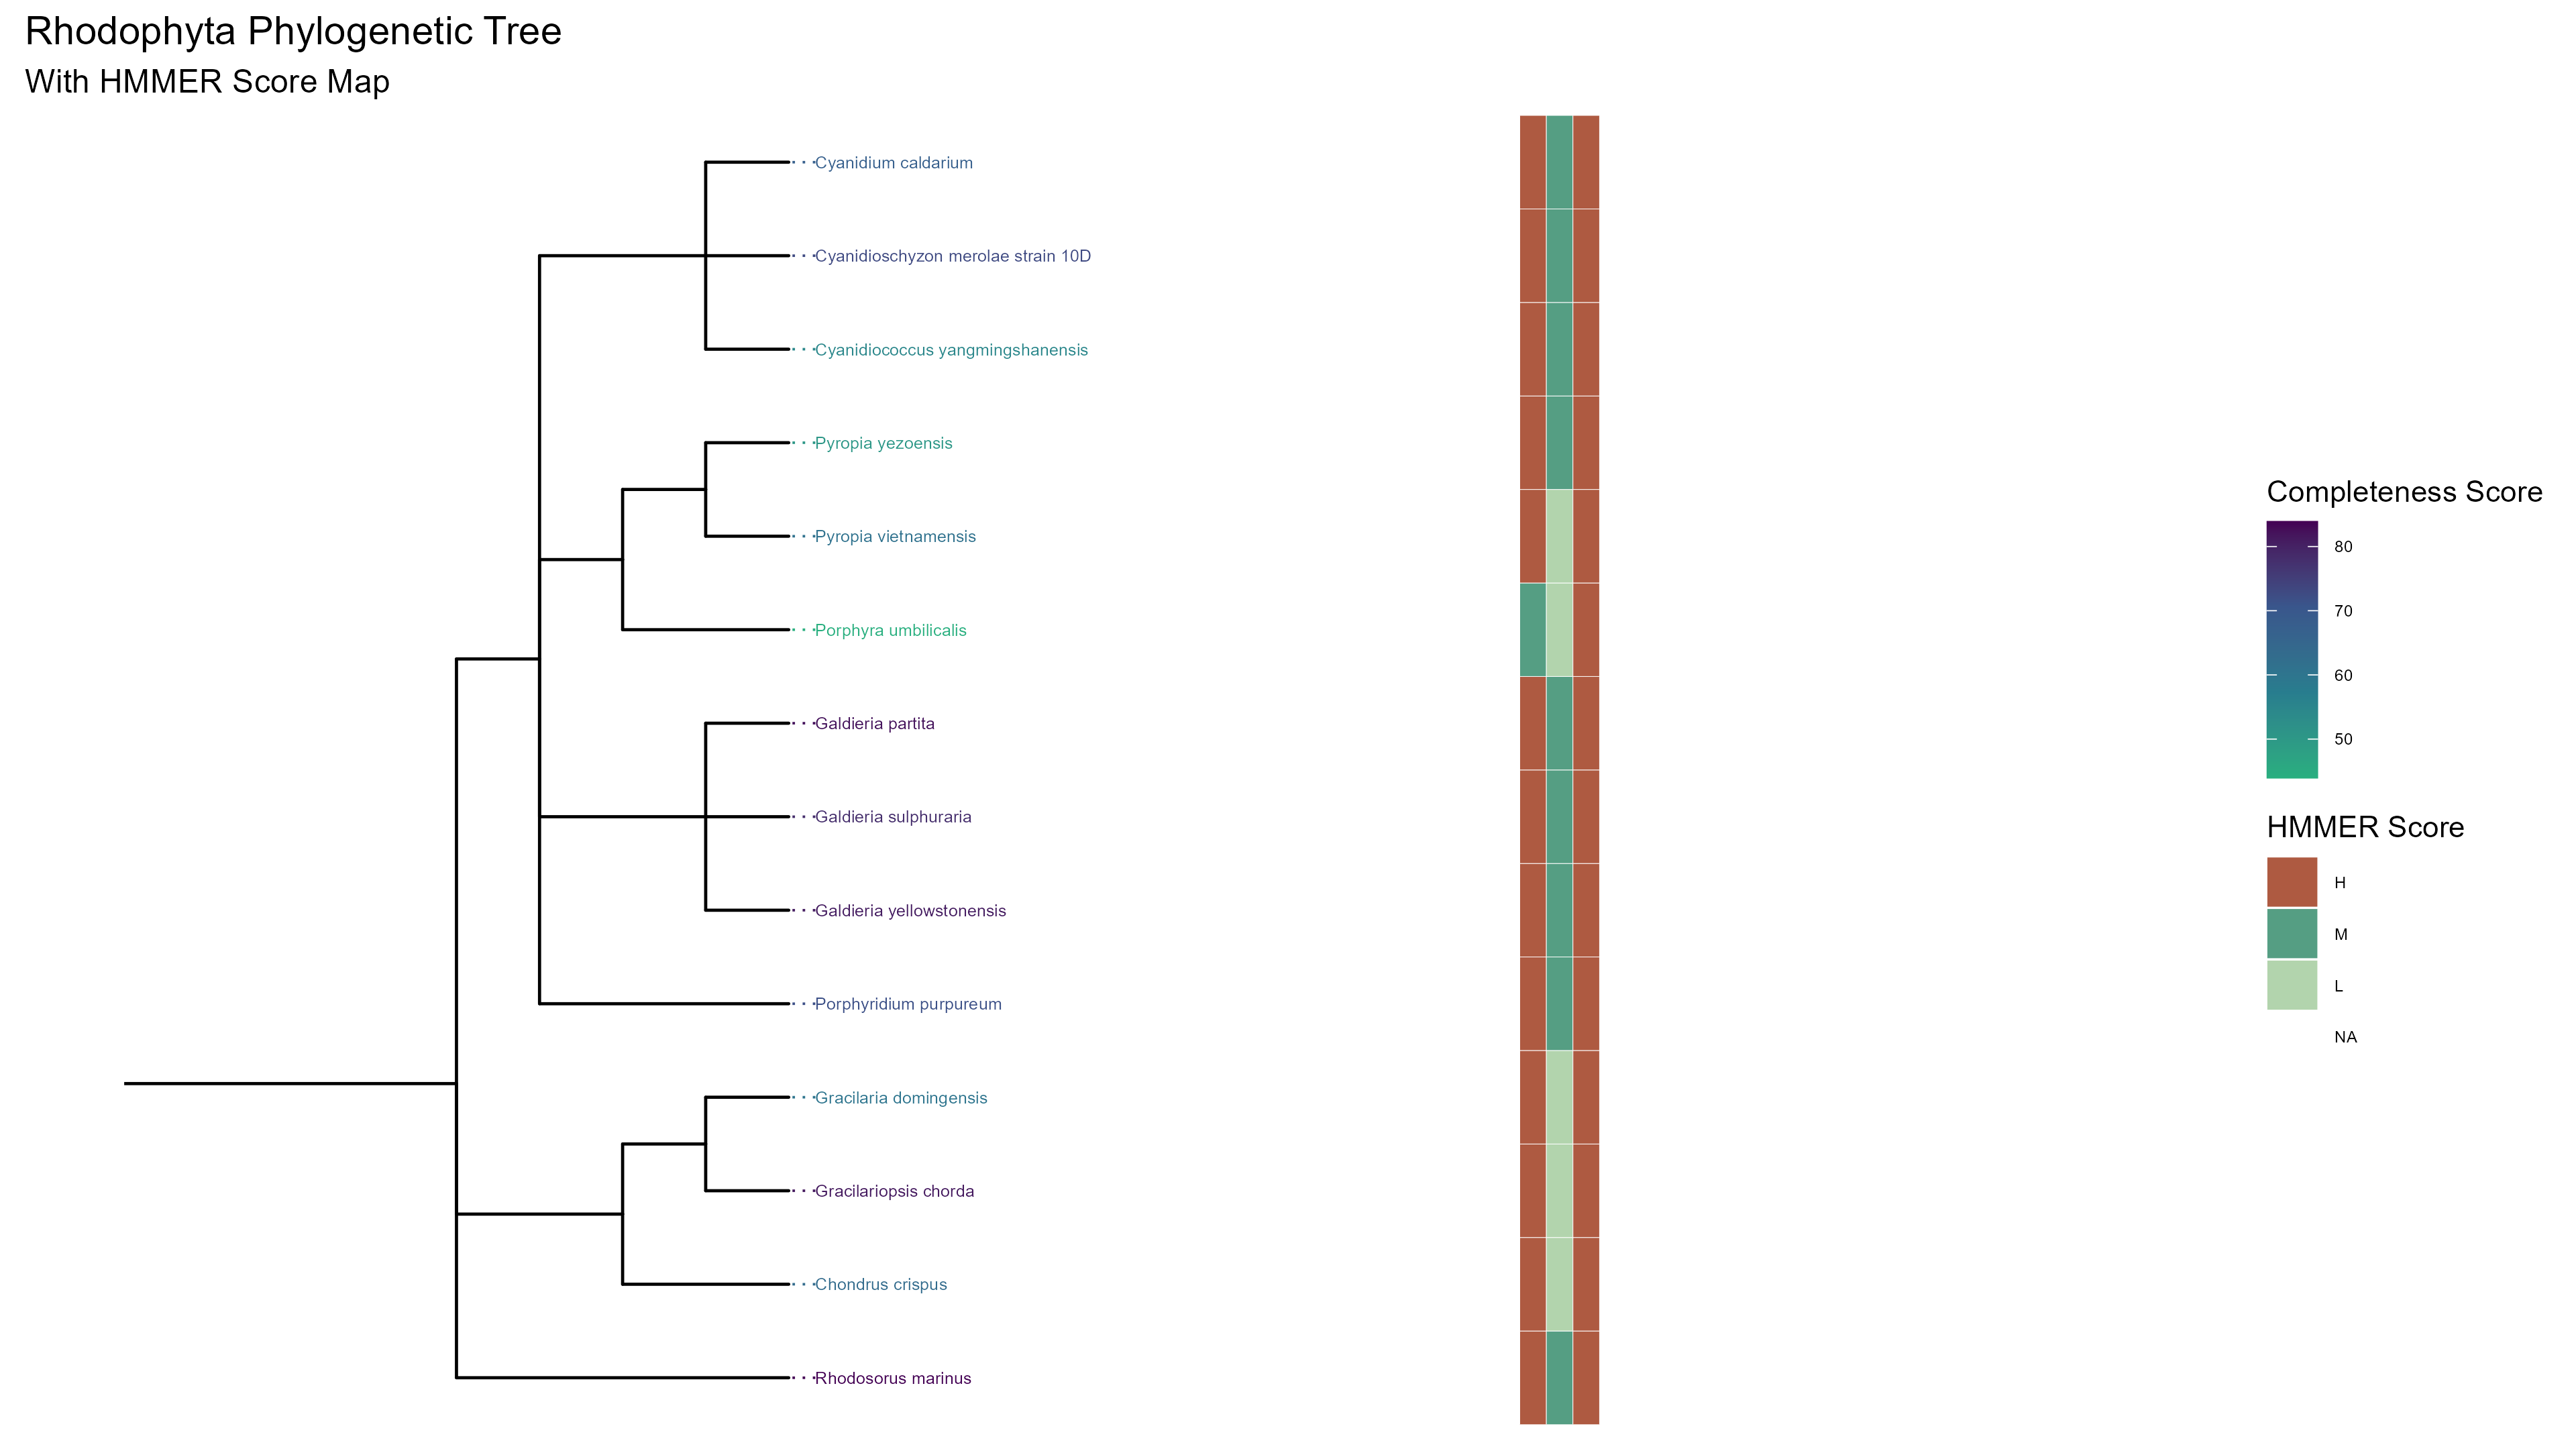 Rhodophyta Phylogenetic Tree
With HMMER Score Map
Cyanidium caldarium
Cyanidioschyzon merolae strain 10D
Cyanidiococcus yangmingshanensis
Pyropia yezoensis
Pyropia vietnamensis
Porphyra umbilicalis
Galdieria partita
Galdieria sulphuraria
Galdieria yellowstonensis
Porphyridium purpureum
Gracilaria domingensis
Gracilariopsis chorda
Chondrus crispus
Rhodosorus marinus
Completeness Score
80
70
60
50
HMMER Score
H
M
L
NA